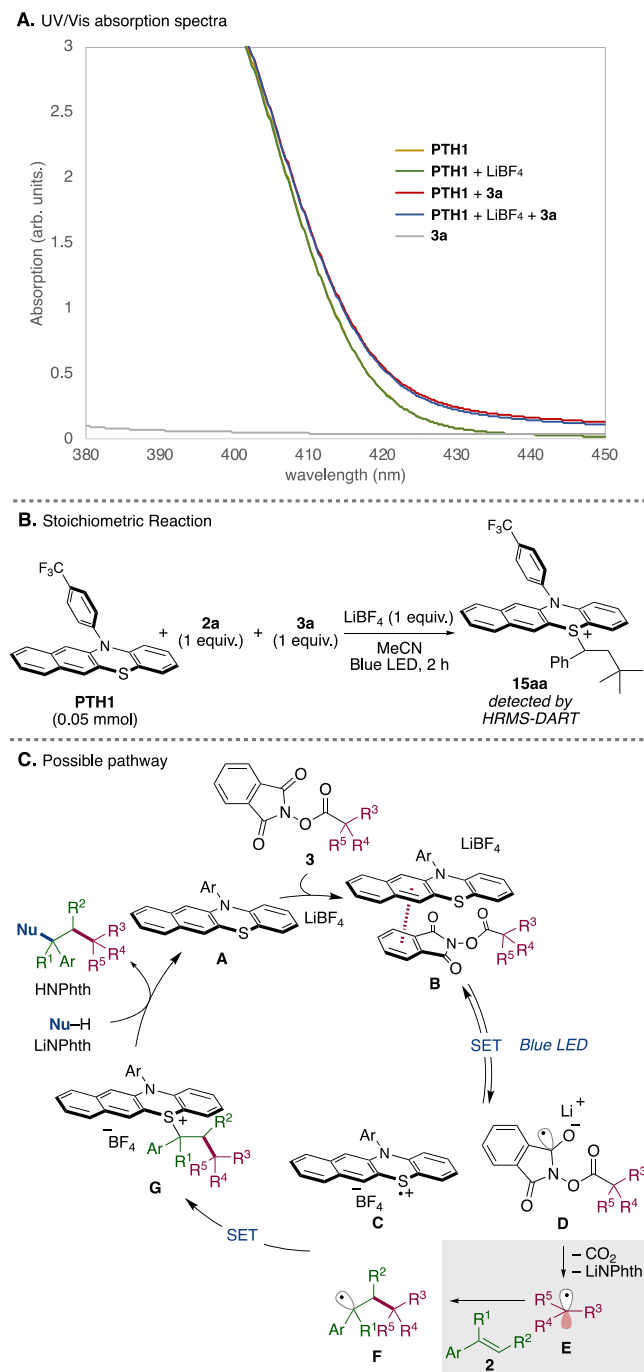 A. UV/Vis absorption spectra
3
2.5
2
1.5
1
0.5
0
Absorption (arb. units.)
PTH1
PTH1 + LiBF4
PTH1 + 3a
PTH1 + LiBF4 + 3a
3a
380 390 400 410 420 430 440 450
wavelength (nm)
B. Stoichiometric Reaction
F3C
N
S
PTH1
(0.05 mmol)
+
2a
(1 equiv.)
+
3a
(1 equiv.)
LiBF4 (1 equiv.)
MeCN
Blue LED, 2 h
F3C
N
S
+
Ph
15aa
detected by
HRMS-DART
C. Possible pathway
O
N
O
O
O
R3
R5 R4
3
LiBF4
Ar
N
S
A
LiBF4
Ar
N
S
O
N
O
O
O
R3
R5 R4
B
Nu
R2
R3
R1 Ar R5 R4
HNPhth
Nu–H
LiNPhth
SET Blue LED
Ar
N
S
+
–
BF4
Ar R1
R2
R5 R4
R3
G
Ar
N
S
•+
–
BF4
C
Li+
•
O–
N
O
O
O
R3
R5 R4
D
SET
– CO2
– LiNPhth
•
R2
R3
Ar R1 R5 R4
F
R1
Ar
R2
2
R5
R4
•
R3
E